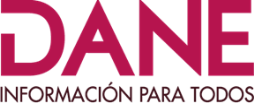 DANE
INFORMACIÓN PARA TODOS